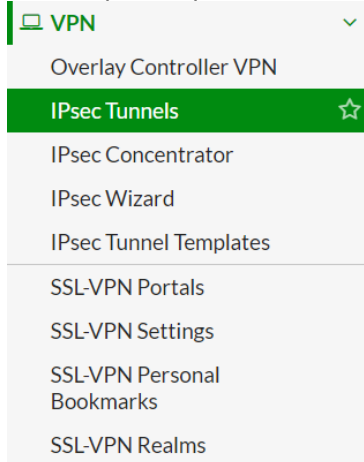 VPN
Overlay Controller VPN
IPsec Tunnels
IPsec Concentrator
IPsec Wizard
IPsec Tunnel Templates
SSL-VPN Portals
SSL-VPN Settings
SSL-VPN Personal
Bookmarks
SSL-VPN Realms